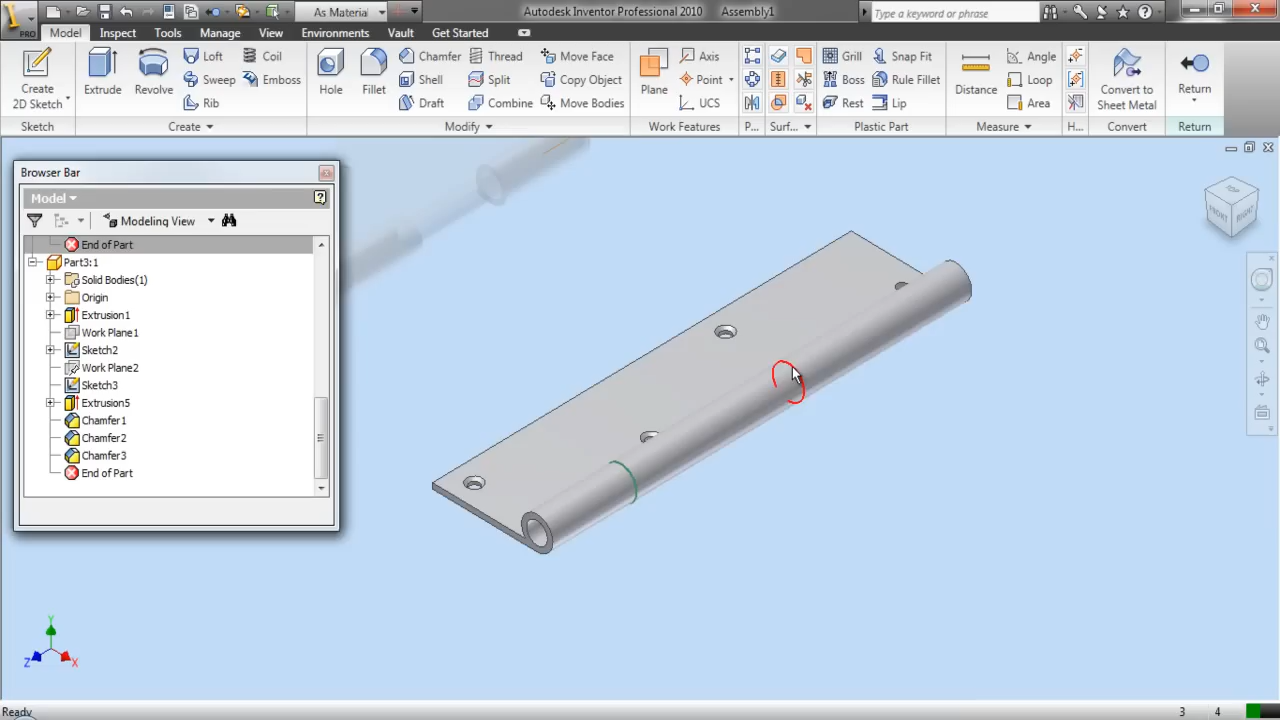 PRO
As Material
Autodesk Inventor Professional 2010 Assembly1
Type a keyword or phrase
Model Inspect Tools Manage View Environments Vault Get Started
Create
2D Sketch
Extrude
Revolve
Loft
Sweep
Rib
Coil
Emboss
Hole
Fillet
Chamfer
Shell
Draft
Thread
Split
Combine
Move Face
Copy Object
Move Bodies
Plane
Axis
Point
UCS
Grill
Boss
Rest
Snap Fit
Rule Fillet
Lip
Distance
Angle
Loop
Area
Convert to
Sheet Metal
Return
Sketch Create Modify Work Features P... Surf... Plastic Part Measure H... Convert Return
Browser Bar
Model
Modeling View
End of Part
Part3:1
Solid Bodies(1)
Origin
Extrusion1
Work Plane1
Sketch2
Work Plane2
Sketch3
Extrusion5
Chamfer1
Chamfer2
Chamfer3
End of Part
TOP
FRONT
RIGHT
Y
Z
X
Ready
3 4